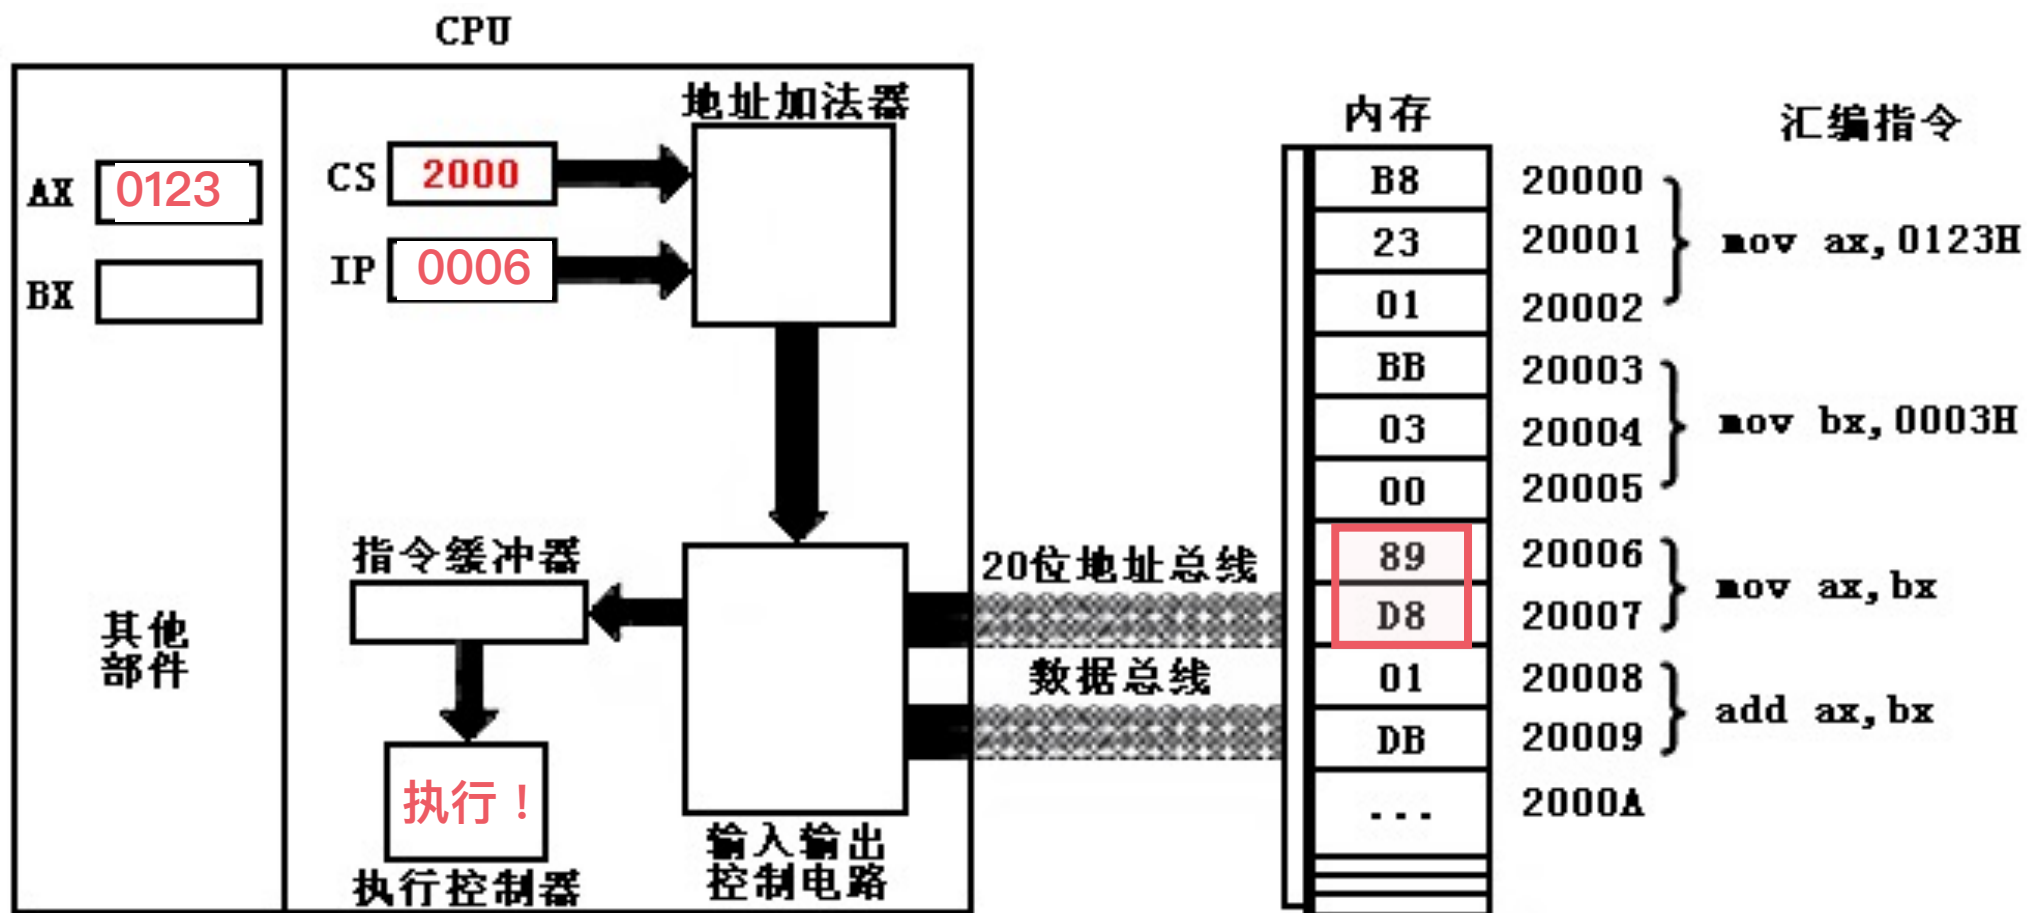 CPU
地址加法器
AX 0123
BX
CS 2000
IP 0006
指令缓冲器
其他
部件
执行！
执行控制器
输入输出
控制电路
20位地址总线
数据总线
内存 汇编指令
B8 20000
23 20001 mov ax,0123H
01 20002
BB 20003
03 20004 mov bx,0003H
00 20005
89 20006
D8 20007 mov ax,bx
01 20008
DB 20009 add ax,bx
... 2000A